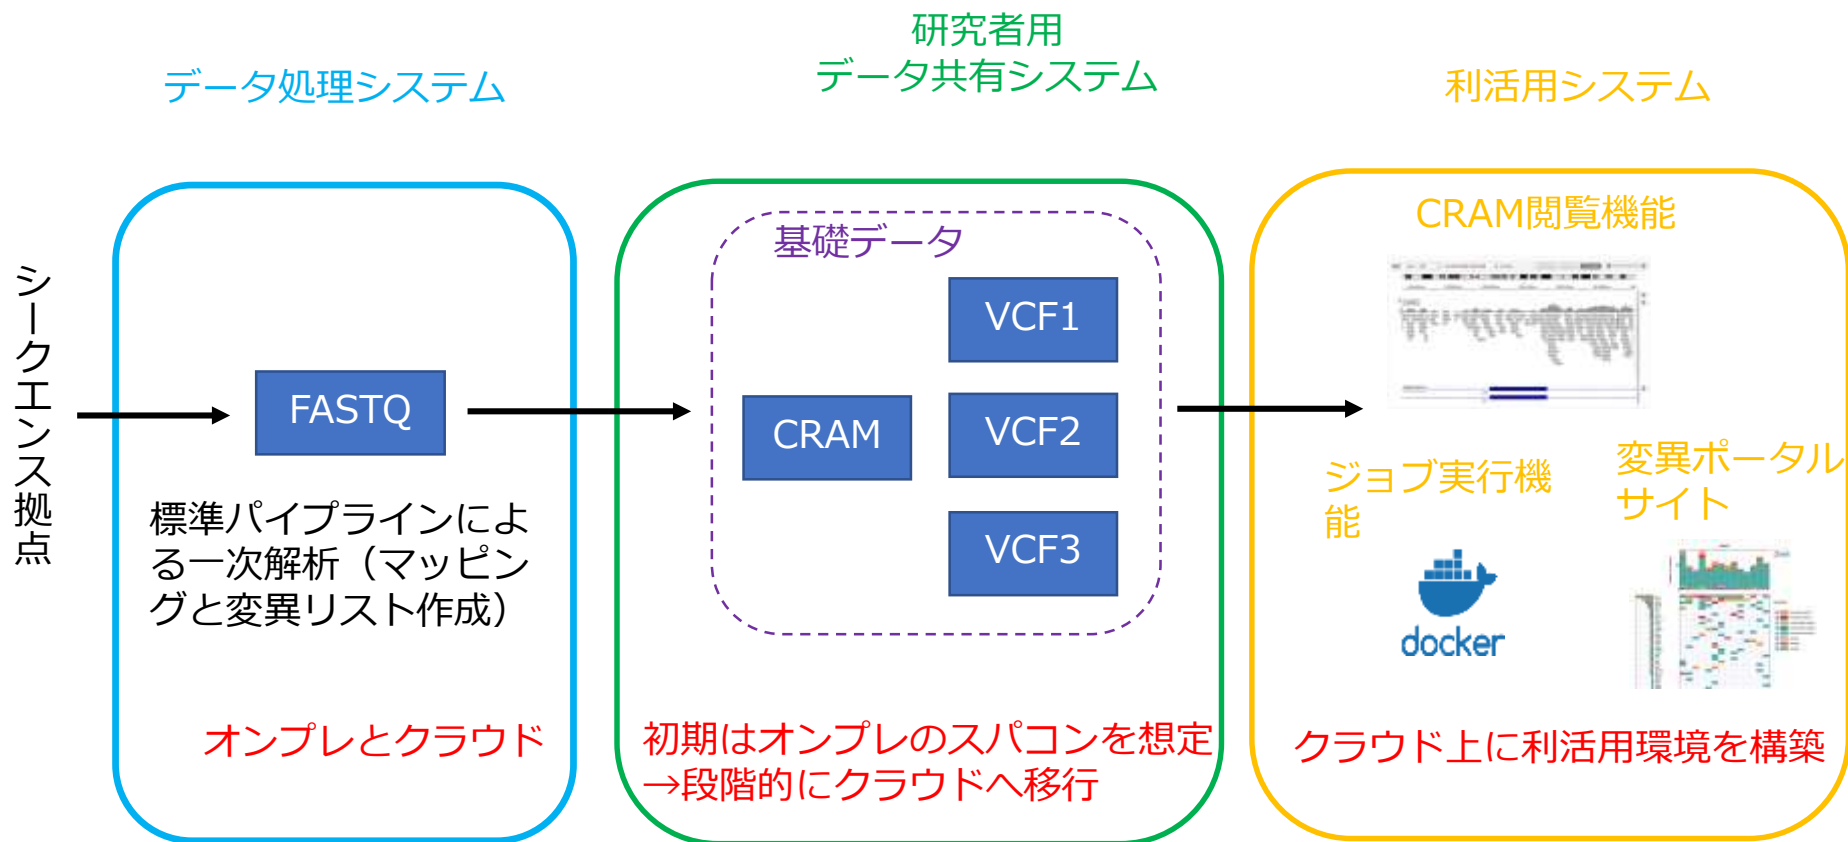 研究者用
データ共有システム
データ処理システム
利活用システム
シークエンス拠点
FASTQ
標準パイプラインによ
る一次解析（マッピン
グと変異リスト作成）
オンプレとクラウド
基礎データ
CRAM
VCF1
VCF2
VCF3
初期はオンプレのスパコンを想定
→段階的にクラウドへ移行
CRAM閲覧機能
ジョブ実行機
能
docker
変異ポータル
サイト
クラウド上に利活用環境を構築